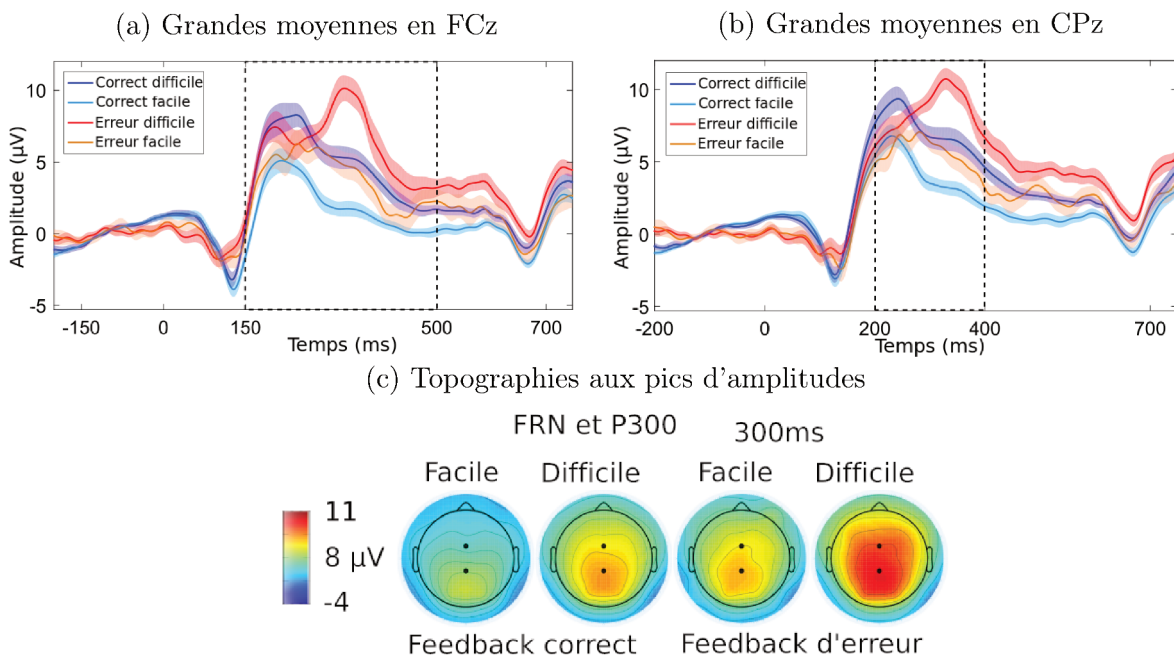 (a) Grandes moyennes en FCz
Correct difficile
Correct facile
Erreur difficile
Erreur facile
Amplitude (µV)
10
5
0
-5
-150
0
150
500
700
Temps (ms)
(b) Grandes moyennes en CPz
Correct difficile
Correct facile
Erreur difficile
Erreur facile
Amplitude (µV)
10
5
0
-5
-200
0
200
400
700
Temps (ms)
(c) Topographies aux pics d'amplitudes
FRN et P300
300ms
Facile
Difficile
Facile
Difficile
11
8 µV
-4
Feedback correct
Feedback d'erreur